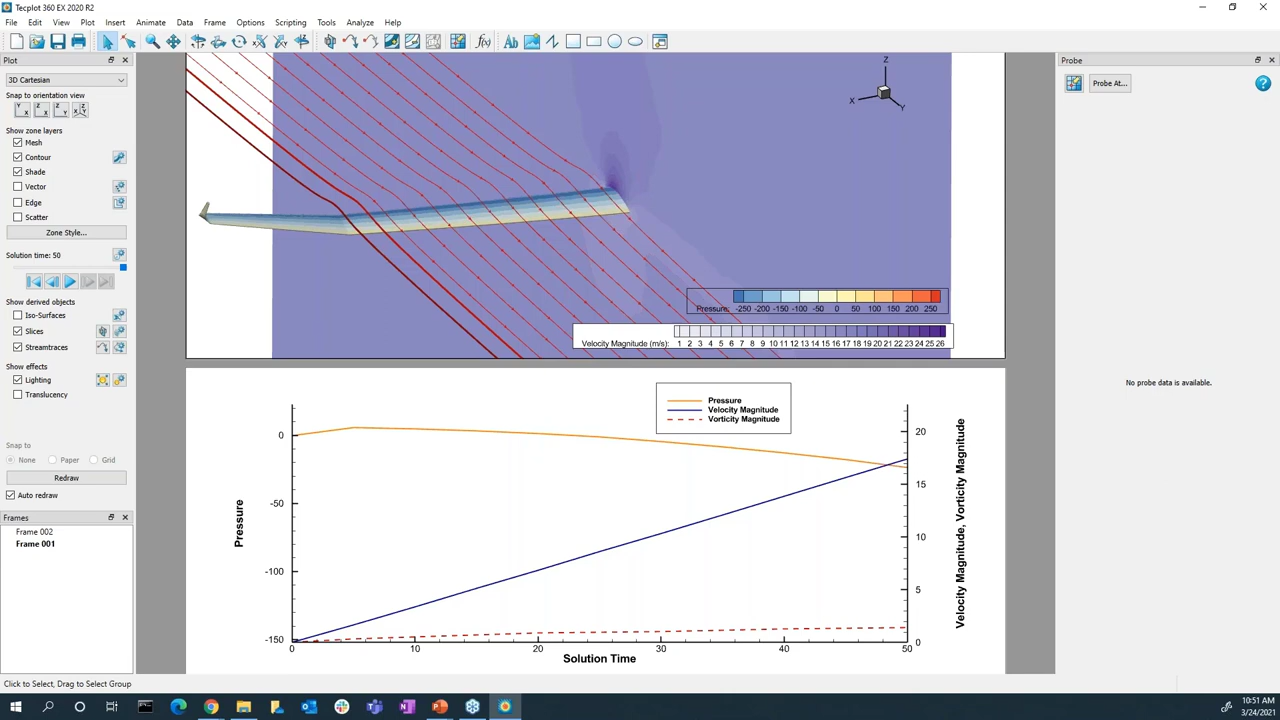 Tecplot 360 EX 2020 R2
File Edit View Plot Insert Animate Data Frame Options Scripting Tools Analyze Help
Plot
3D Cartesian
Snap to orientation view
Show zone layers
Mesh
Contour
Shade
Vector
Edge
Scatter
Zone Style...
Solution time: 50
Show derived objects
Iso-Surfaces
Slices
Streamtraces
Show effects
Lighting
Translucency
Snap to
None Paper Grid
Redraw
Auto redraw
Frames
Frame 002
Frame 001
Z
X
Y
Pressure:
-250 -200 -150 -100 -50 0 50 100 150 200 250
Velocity Magnitude (m/s): 1 2 3 4 5 6 7 8 9 10 11 12 13 14 15 16 17 18 19 20 21 22 23 24 25 26
Pressure
Velocity Magnitude
Vorticity Magnitude
0
-50
-100
-150
Pressure
0 10 20 30 40 50
Solution Time
20
15
10
5
0
Velocity Magnitude, Vorticity Magnitude
Probe
Probe At...
No probe data is available.
Click to Select, Drag to Select Group
10:51 AM
3/24/2021